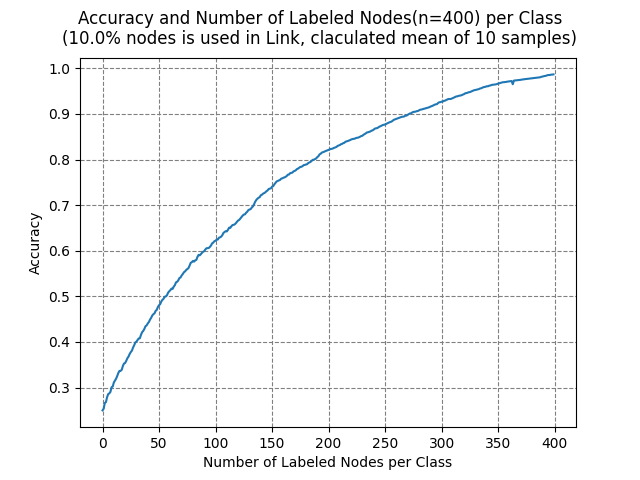 Accuracy and Number of Labeled Nodes(n=400) per Class
(10.0% nodes is used in Link, claculated mean of 10 samples)
1.0
0.9
0.8
0.7
0.6
0.5
0.4
0.3
Accuracy
0 50 100 150 200 250 300 350 400
Number of Labeled Nodes per Class